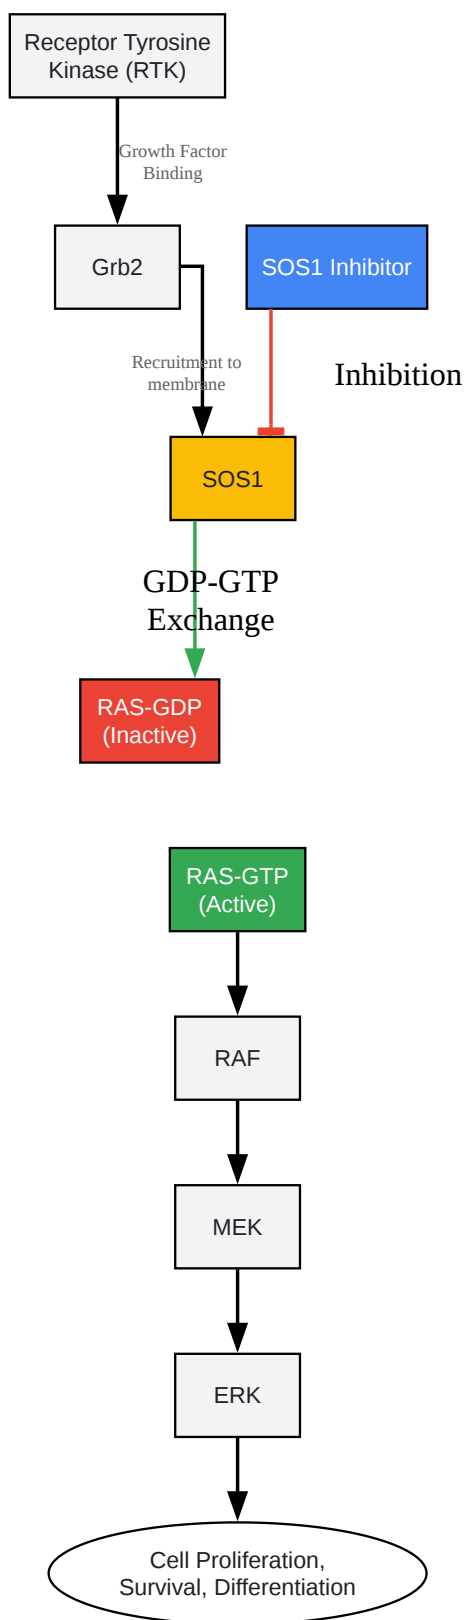 Receptor Tyrosine
Kinase (RTK)
Growth Factor
Binding
Grb2
SOS1 Inhibitor
Recruitment to
membrane
Inhibition
SOS1
GDP-GTP
Exchange
RAS-GDP
(Inactive)
RAS-GTP
(Active)
RAF
MEK
ERK
Cell Proliferation,
Survival, Differentiation